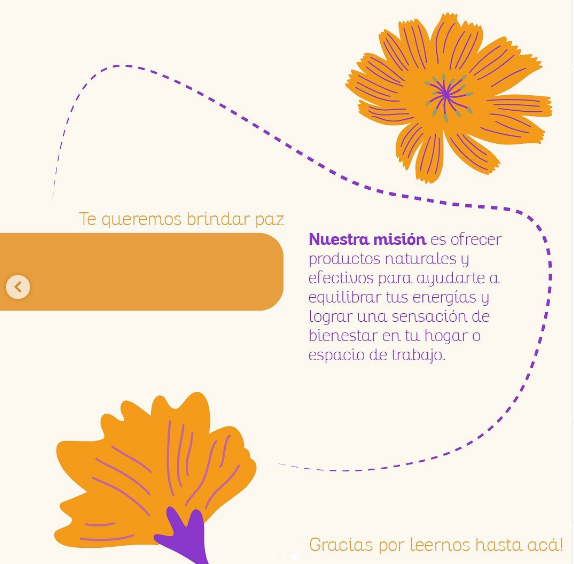 Te queremos brindar paz
Nuestra misión es ofrecer
productos naturales y
efectivos para ayudarte a
equilibrar tus energías y
lograr una sensación de
bienestar en tu hogar o
espacio de trabajo.
Gracias por leernos hasta acá!